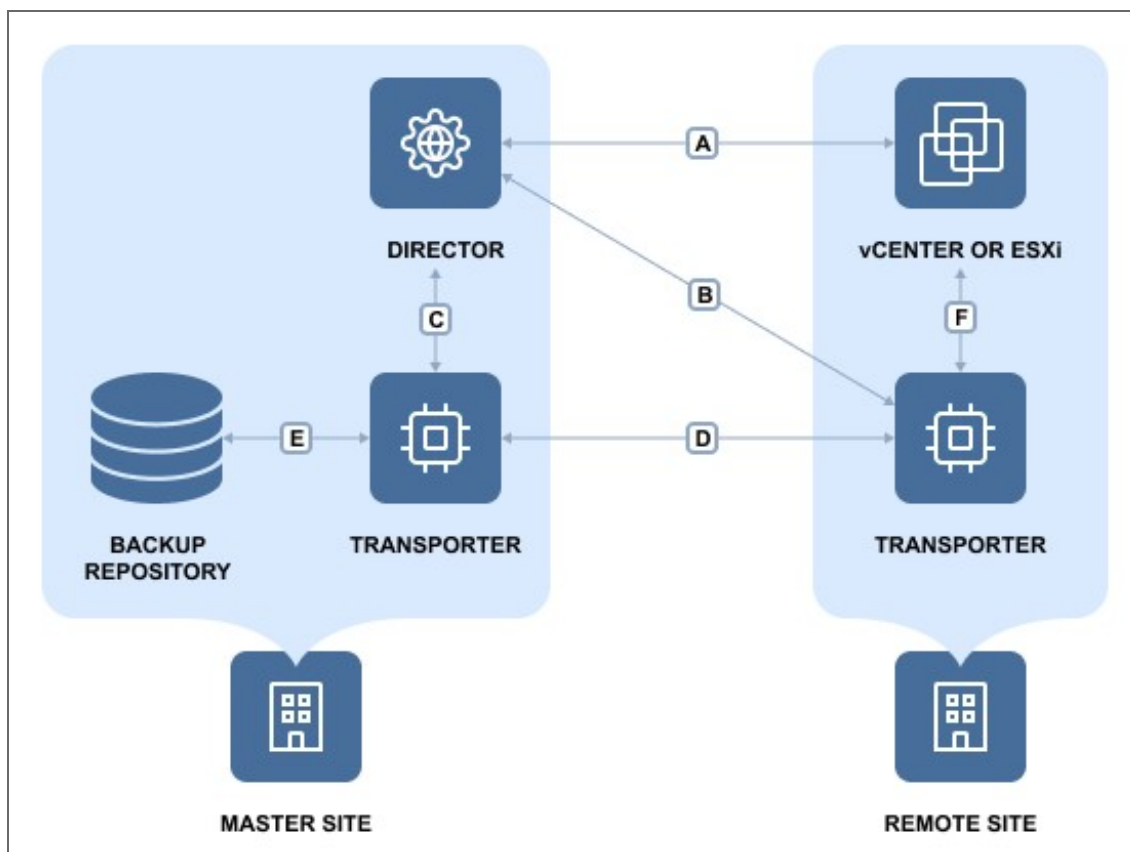 A
DIRECTOR
vCENTER OR ESXi
B
C
F
E
D
BACKUP
REPOSITORY
TRANSPORTER
TRANSPORTER
MASTER SITE
REMOTE SITE